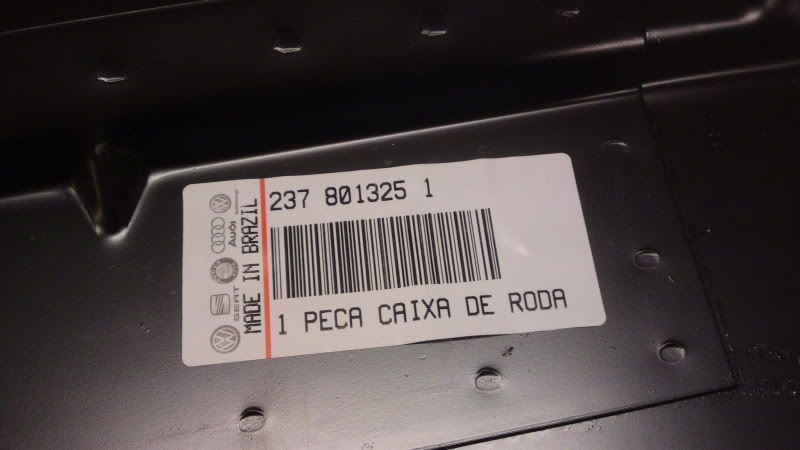 237 801325 1
1 PECA CAIXA DE RODA
MADE IN BRAZIL
Audi
SEAT